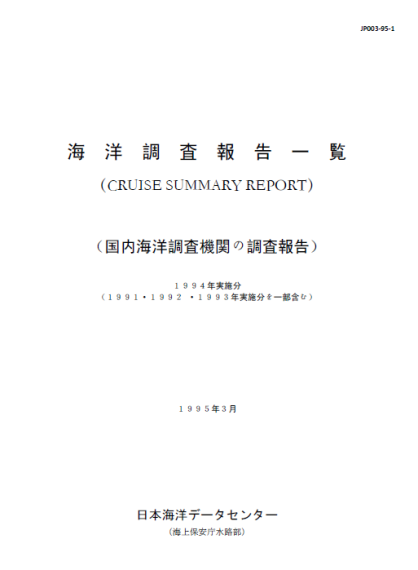 JP003-95-1
海洋調査報告一覧
（CRUISE SUMMARY REPORT）
（国内海洋調査機関の調査報告）
１９９４年実施分
（１９９１・１９９２ ・１９９３年実施分を一部含む）
１９９５年３月
日本海洋データセンター
（海上保安庁水路部）